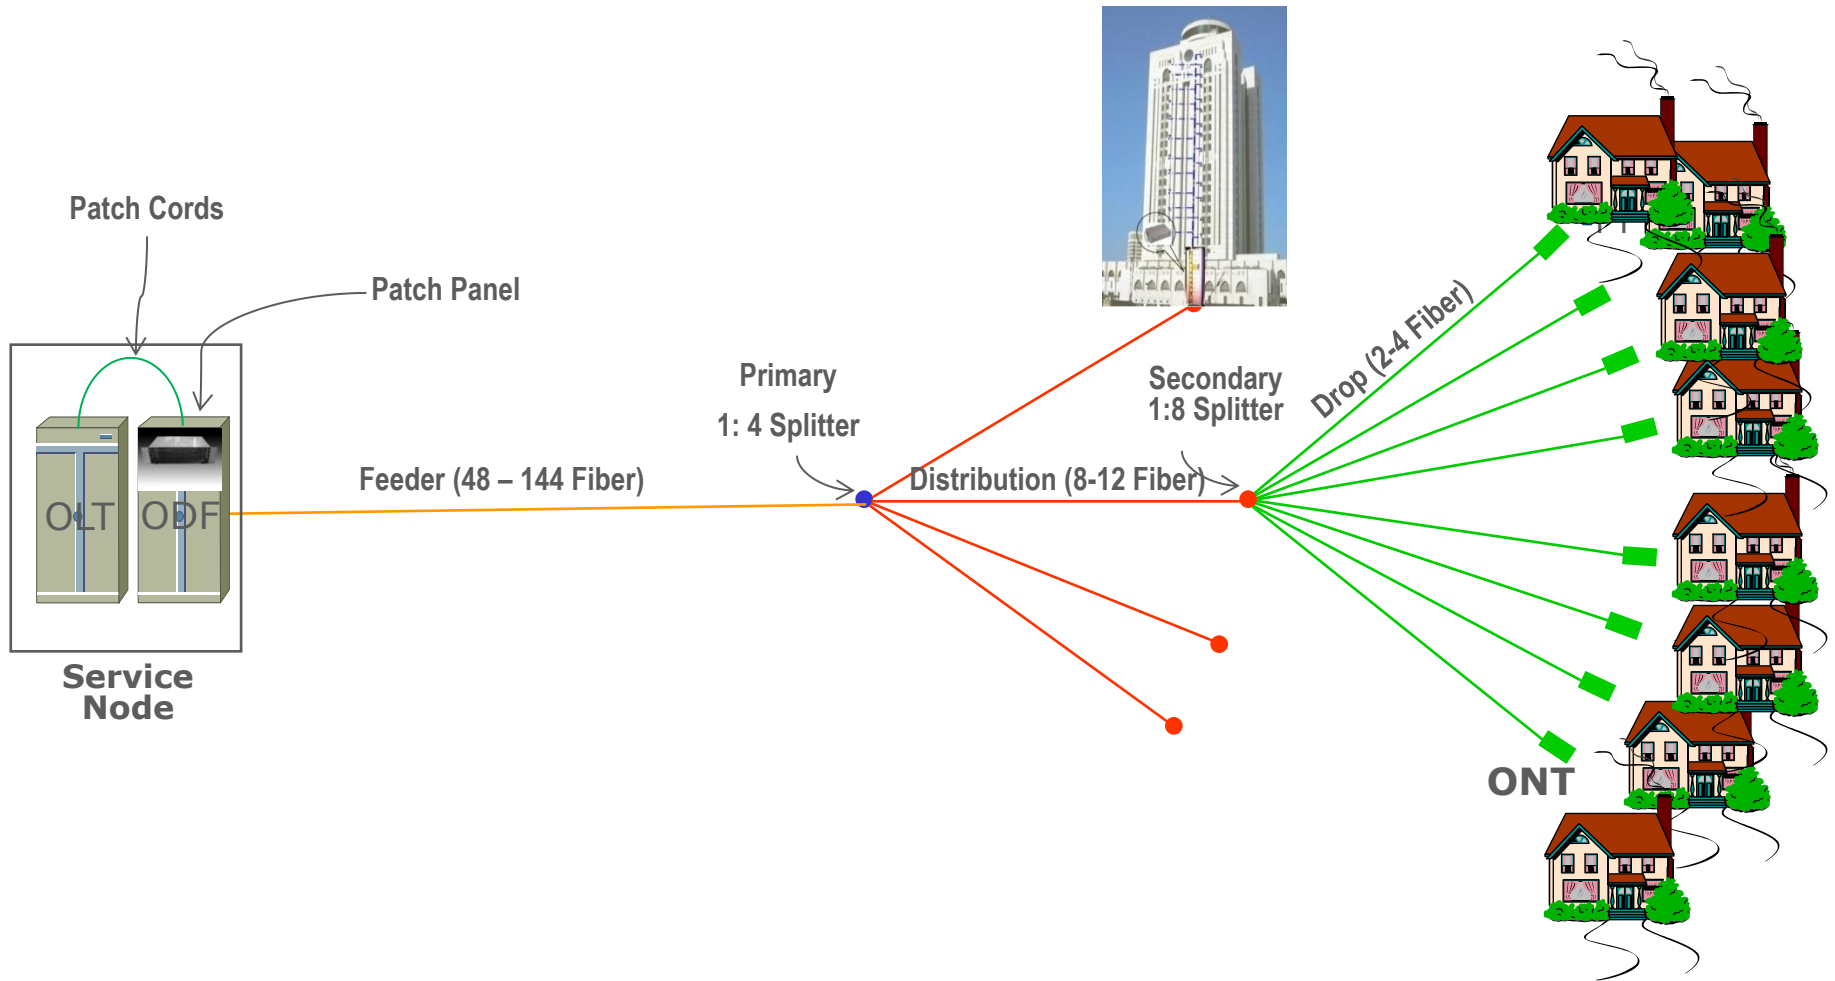 Patch Cords
Patch Panel
OLT
ODF
Service
Node
Feeder (48 – 144 Fiber)
Primary
1: 4 Splitter
Distribution (8-12 Fiber)
Secondary
1:8 Splitter
Drop (2-4 Fiber)
ONT